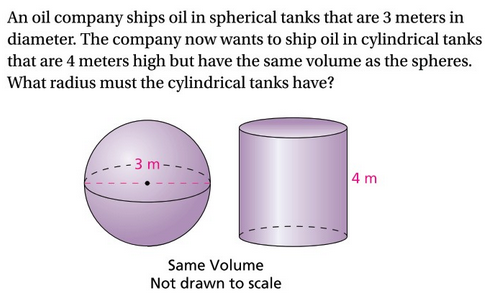 An oil company ships oil in spherical tanks that are 3 meters in
diameter. The company now wants to ship oil in cylindrical tanks
that are 4 meters high but have the same volume as the spheres.
What radius must the cylindrical tanks have?
3 m
4 m
Same Volume
Not drawn to scale